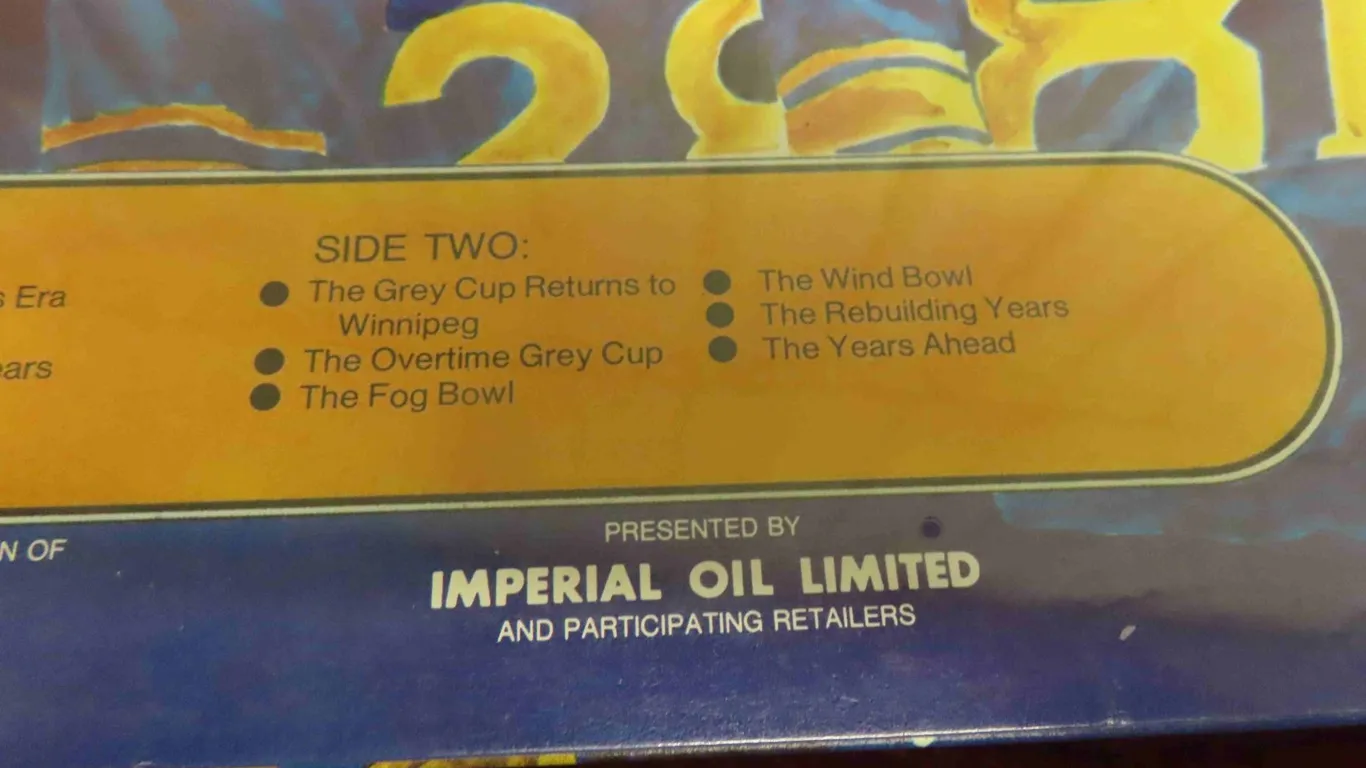 28
s Era
ears
SIDE TWO:
● The Grey Cup Returns to
Winnipeg
● The Overtime Grey Cup
● The Fog Bowl
● The Wind Bowl
● The Rebuilding Years
● The Years Ahead
N OF
PRESENTED BY
IMPERIAL OIL LIMITED
AND PARTICIPATING RETAILERS